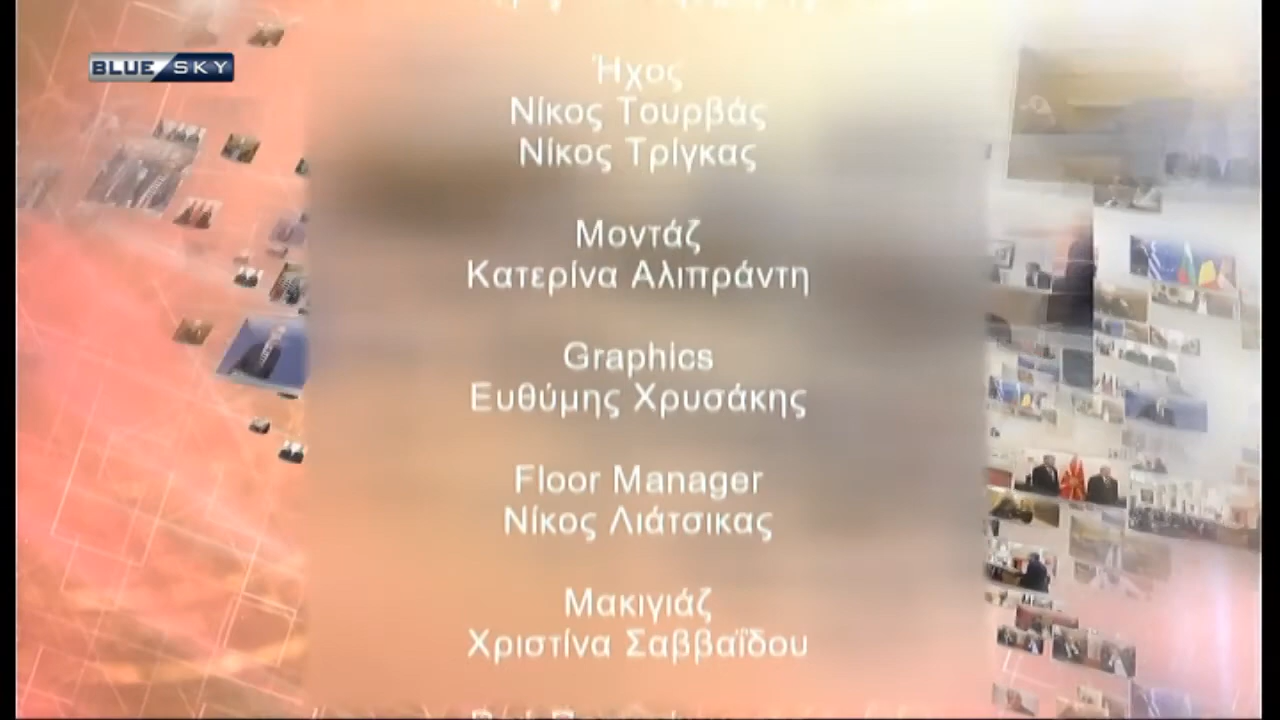 BLUE SKY
Ήχος
Νίκος Τουρβάς
Νίκος Τρίγκας
Μοντάζ
Κατερίνα Αλιπράντη
Graphics
Ευθύμης Χρυσάκης
Floor Manager
Νίκος Λιάτσικας
Μακιγιάζ
Χριστίνα Σαββαΐδου